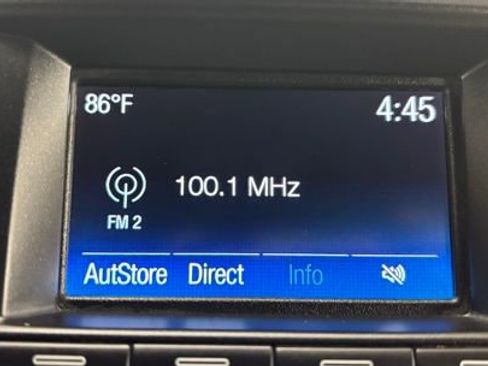 86°F 4:45
100.1 MHz
FM 2
AutStore Direct Info